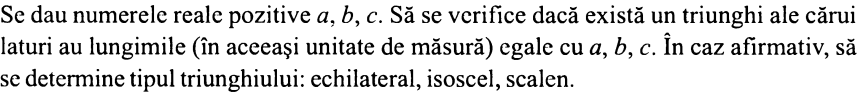 Se dau numerele reale pozitive a, b, c. Să se verifice dacă există un triunghi ale cărui
laturi au lungimile (în aceeaşi unitate de măsură) egale cu a, b, c. În caz afirmativ, să
se determine tipul triunghiului: echilateral, isoscel, scalen.